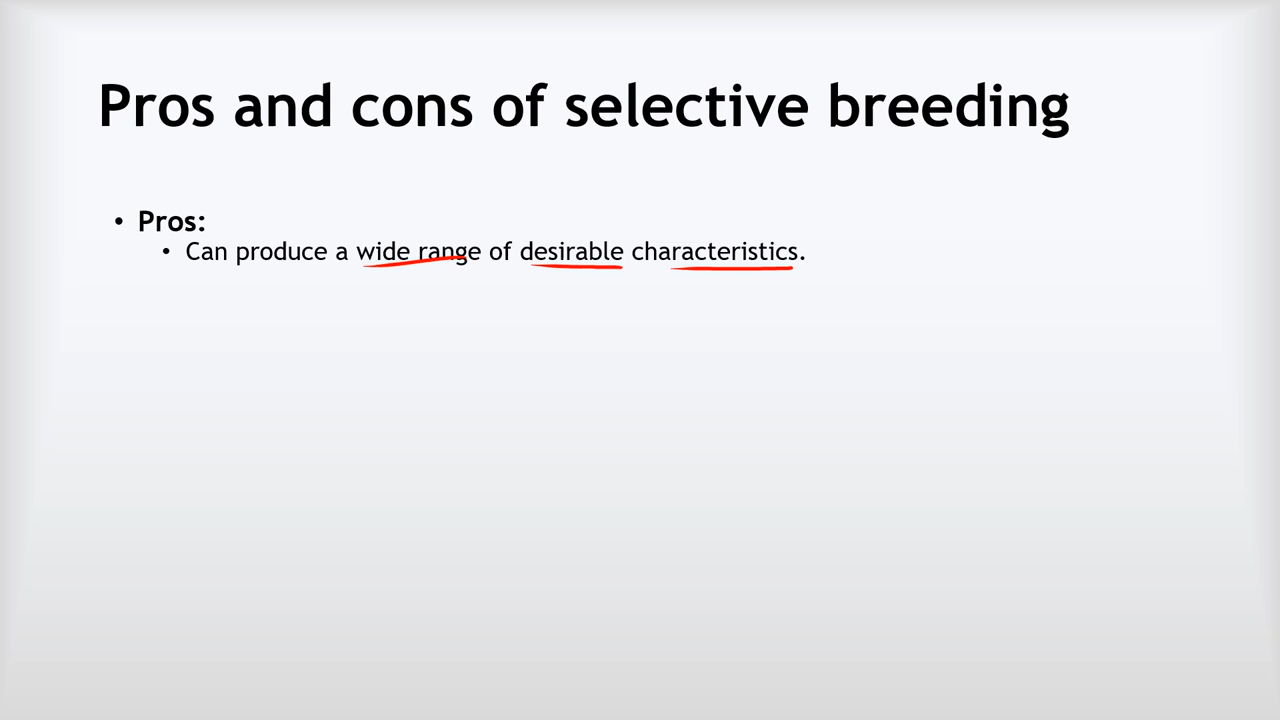 Pros and cons of selective breeding
• Pros:
• Can produce a wide range of desirable characteristics.